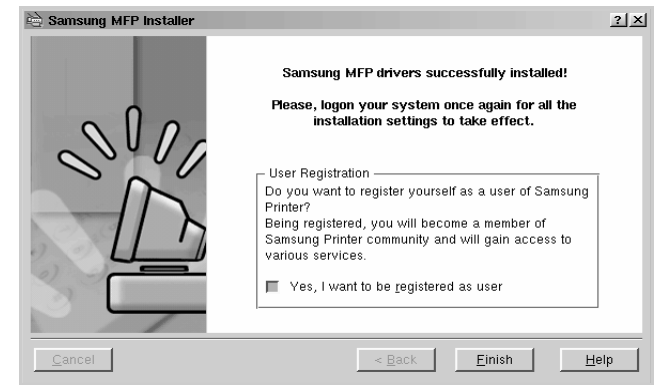 Samsung MFP Installer
? X
Samsung MFP drivers successfully installed!
Please, logon your system once again for all the
installation settings to take effect.
User Registration
Do you want to register yourself as a user of Samsung
Printer?
Being registered, you will become a member of
Samsung Printer community and will gain access to
various services.
Yes, I want to be registered as user
Cancel
< Back
Finish
Help